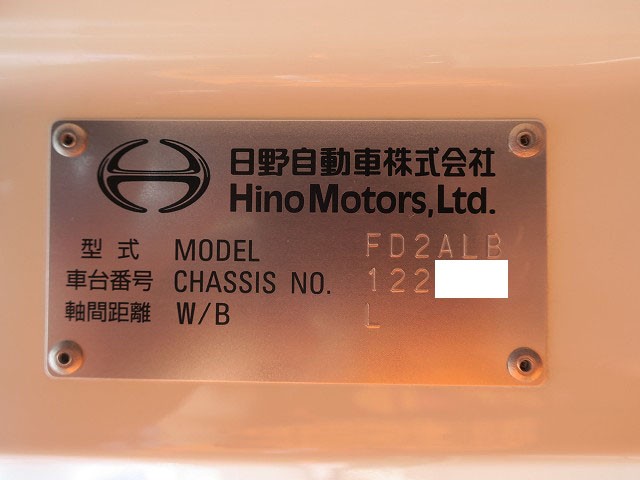 日野自動車株式会社
Hino Motors, Ltd.
型式 MODEL FD2ALB
車台番号 CHASSIS NO. 122
軸間距離 W/B L